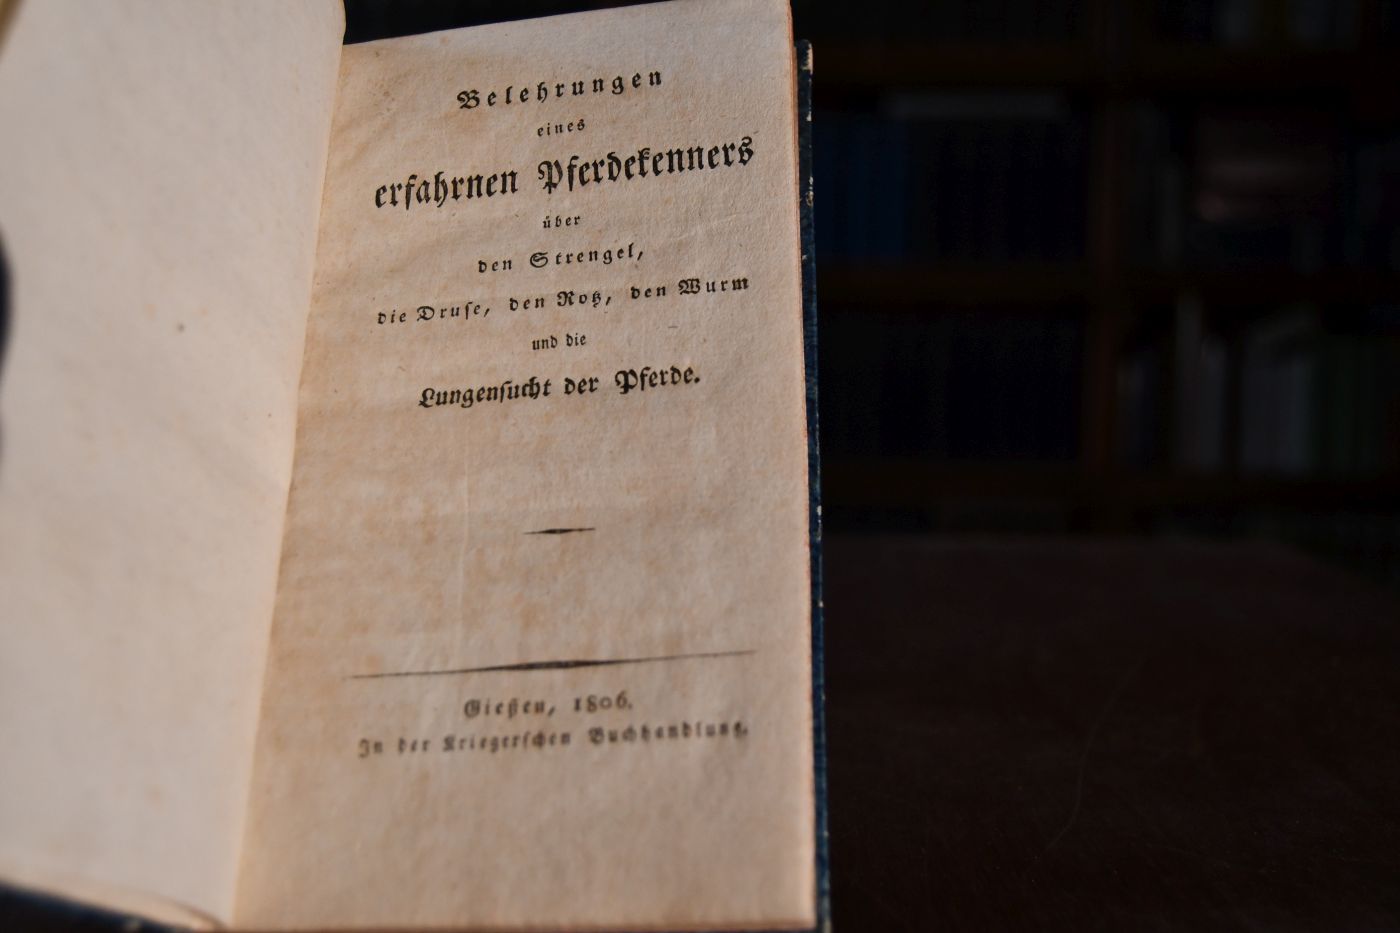 Belehrungen
eines
erfahrnen Pferdekenners
über
den Strengel,
die Druse, den Rotz, den Wurm
und die
Lungensucht der Pferde.
Gießen, 1806.
In der Kriegerschen Buchhandlung.